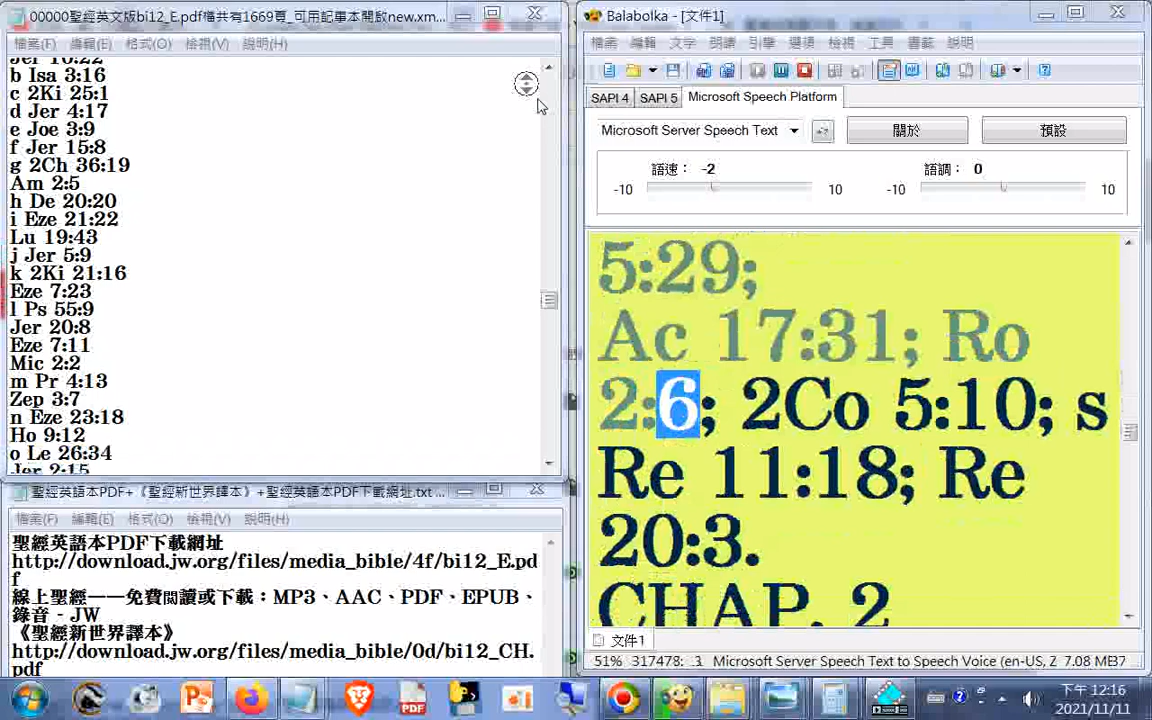 00000聖經英文版bi12_E.pdf檔共有1669頁_可用記事本開啟new.xm...
檔案(F) 編輯(E) 格式(O) 檢視(V) 說明(H)
Jer 10:22
b Isa 3:16
c 2Ki 25:1
d Jer 4:17
e Joe 3:9
f Jer 15:8
g 2Ch 36:19
Am 2:5
h De 20:20
i Eze 21:22
Lu 19:43
j Jer 5:9
k 2Ki 21:16
Eze 7:23
l Ps 55:9
Jer 20:8
Eze 7:11
Mic 2:2
m Pr 4:13
Zep 3:7
n Eze 23:18
Ho 9:12
o Le 26:34
Jer 2:15
聖經英語本PDF+《聖經新世界譯本》+聖經英語本PDF下載網址.txt ...
檔案(F) 編輯(E) 格式(O) 檢視(V) 說明(H)
聖經英語本PDF下載網址
http://download.jw.org/files/media_bible/4f/bi12_E.pd
f
線上聖經——免費閱讀或下載：MP3、AAC、PDF、EPUB、
錄音 - JW
《聖經新世界譯本》
http://download.jw.org/files/media_bible/0d/bi12_CH.
pdf
Balabolka - [文件1]
檔案 編輯 文字 朗讀 引擎 選項 檢視 工具 書籤 說明
SAPI 4 SAPI 5 Microsoft Speech Platform
Microsoft Server Speech Text
關於 預設
語速： -2 語調： 0
-10 10 -10 10
5:29;
Ac 17:31; Ro
2:6; 2Co 5:10; s
Re 11:18; Re
20:3.
CHAP. 2
文件1
51% 317478: .1 Microsoft Server Speech Text to Speech Voice (en-US, Z 7.08 MB
下午 12:16
2021/11/11